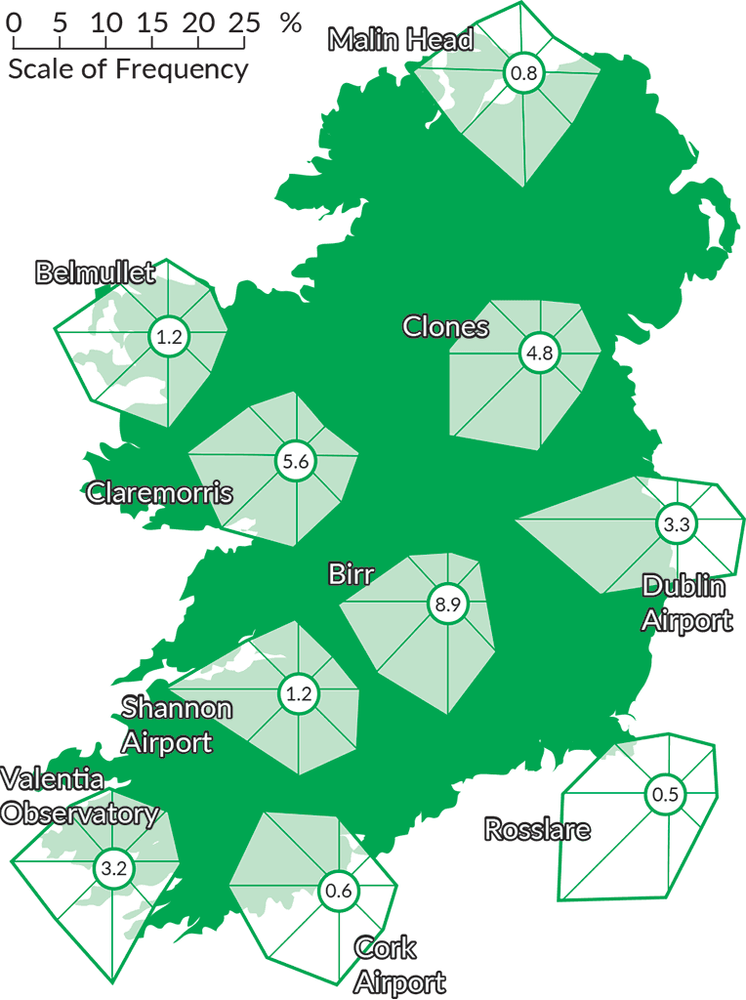 0 5 10 15 20 25 %
Scale of Frequency
Malin Head
0.8
Belmullet
1.2
Clones
4.8
5.6
Claremorris
3.3
Dublin
Airport
Birr
8.9
1.2
Shannon
Airport
Valentia
Observatory
3.2
0.5
Rosslare
0.6
Cork
Airport